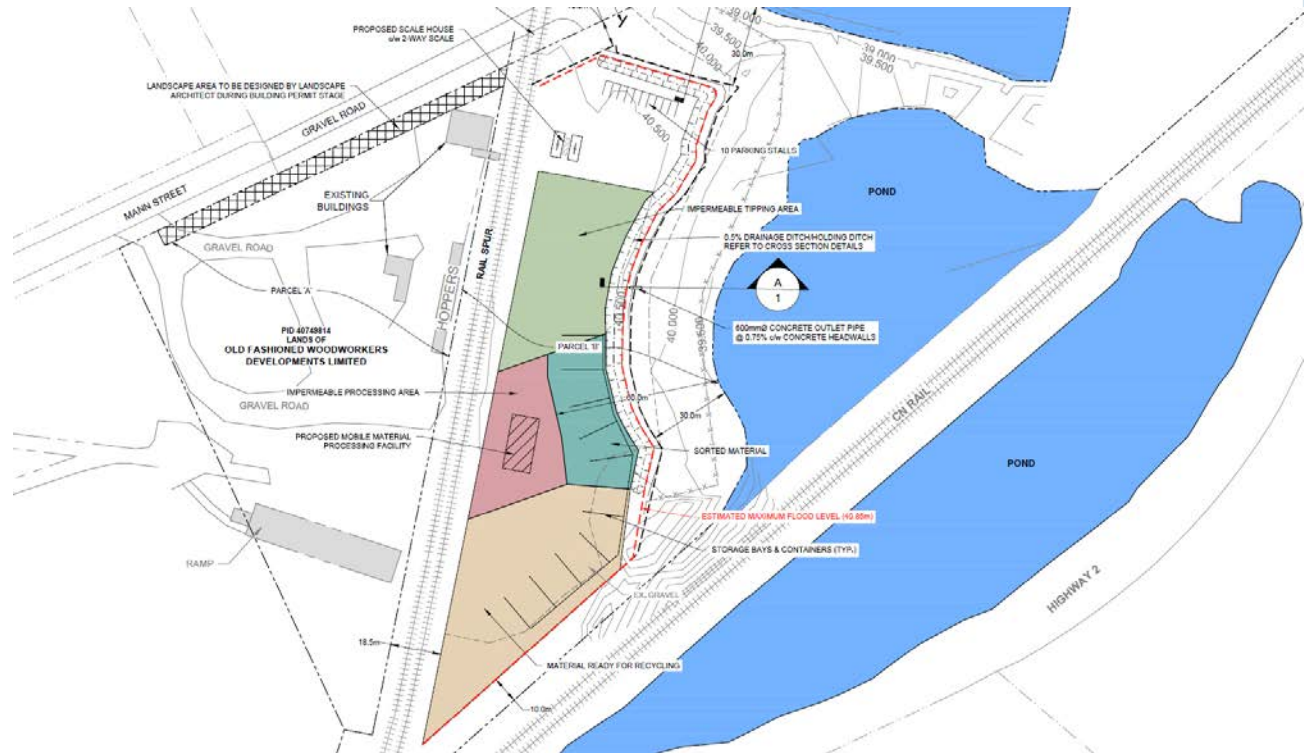 PROPOSED SCALE HOUSE
c/w 2-WAY SCALE
LANDSCAPE AREA TO BE DESIGNED BY LANDSCAPE
ARCHITECT DURING BUILDING PERMIT STAGE
GRAVEL ROAD
MANN STREET
EXISTING
BUILDINGS
GRAVEL ROAD
PARCEL 'A'
HOPPERS
RAIL SPUR
PID 40749814
LANDS OF
OLD FASHIONED WOODWORKERS
DEVELOPMENTS LIMITED
IMPERMEABLE PROCESSING AREA
GRAVEL ROAD
PROPOSED MOBILE MATERIAL
PROCESSING FACILITY
RAMP
18.5m
39.000
39.500
40.000
30.0m
39.000
39.500
40.500
10 PARKING STALLS
IMPERMEABLE TIPPING AREA
0.5% DRAINAGE DITCH/HOLDING DITCH
REFER TO CROSS SECTION DETAILS
A
1
POND
40.500
40.000
39.500
600mmØ CONCRETE OUTLET PIPE
@ 0.75% c/w CONCRETE HEADWALLS
PARCEL 'B'
60.0m
30.0m
SORTED MATERIAL
CN RAIL
POND
ESTIMATED MAXIMUM FLOOD LEVEL
STORAGE BAYS & CONTAINERS (TYP.)
EX. GRAVEL
HIGHWAY 2
MATERIAL READY FOR RECYCLING
10.0m